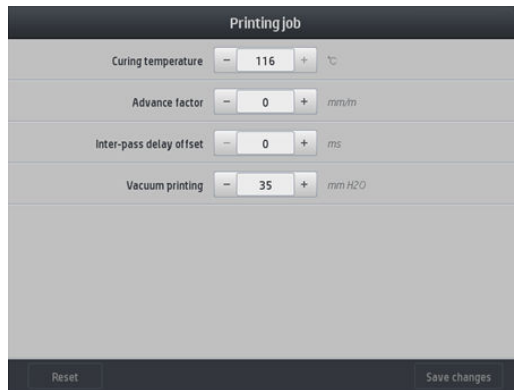 Printing job
Curing temperature − 116 + °C
Advance factor − 0 + mm/m
Inter-pass delay offset − 0 + ms
Vacuum printing − 35 + mm H2O
Reset Save changes